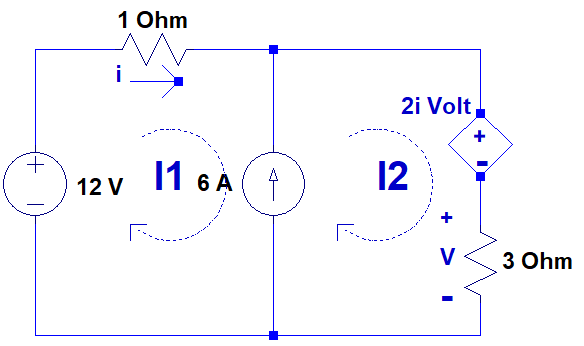 1 Ohm
i
2i Volt
+
-
+
-
12 V
I1
6 A
I2
+
V
-
3 Ohm